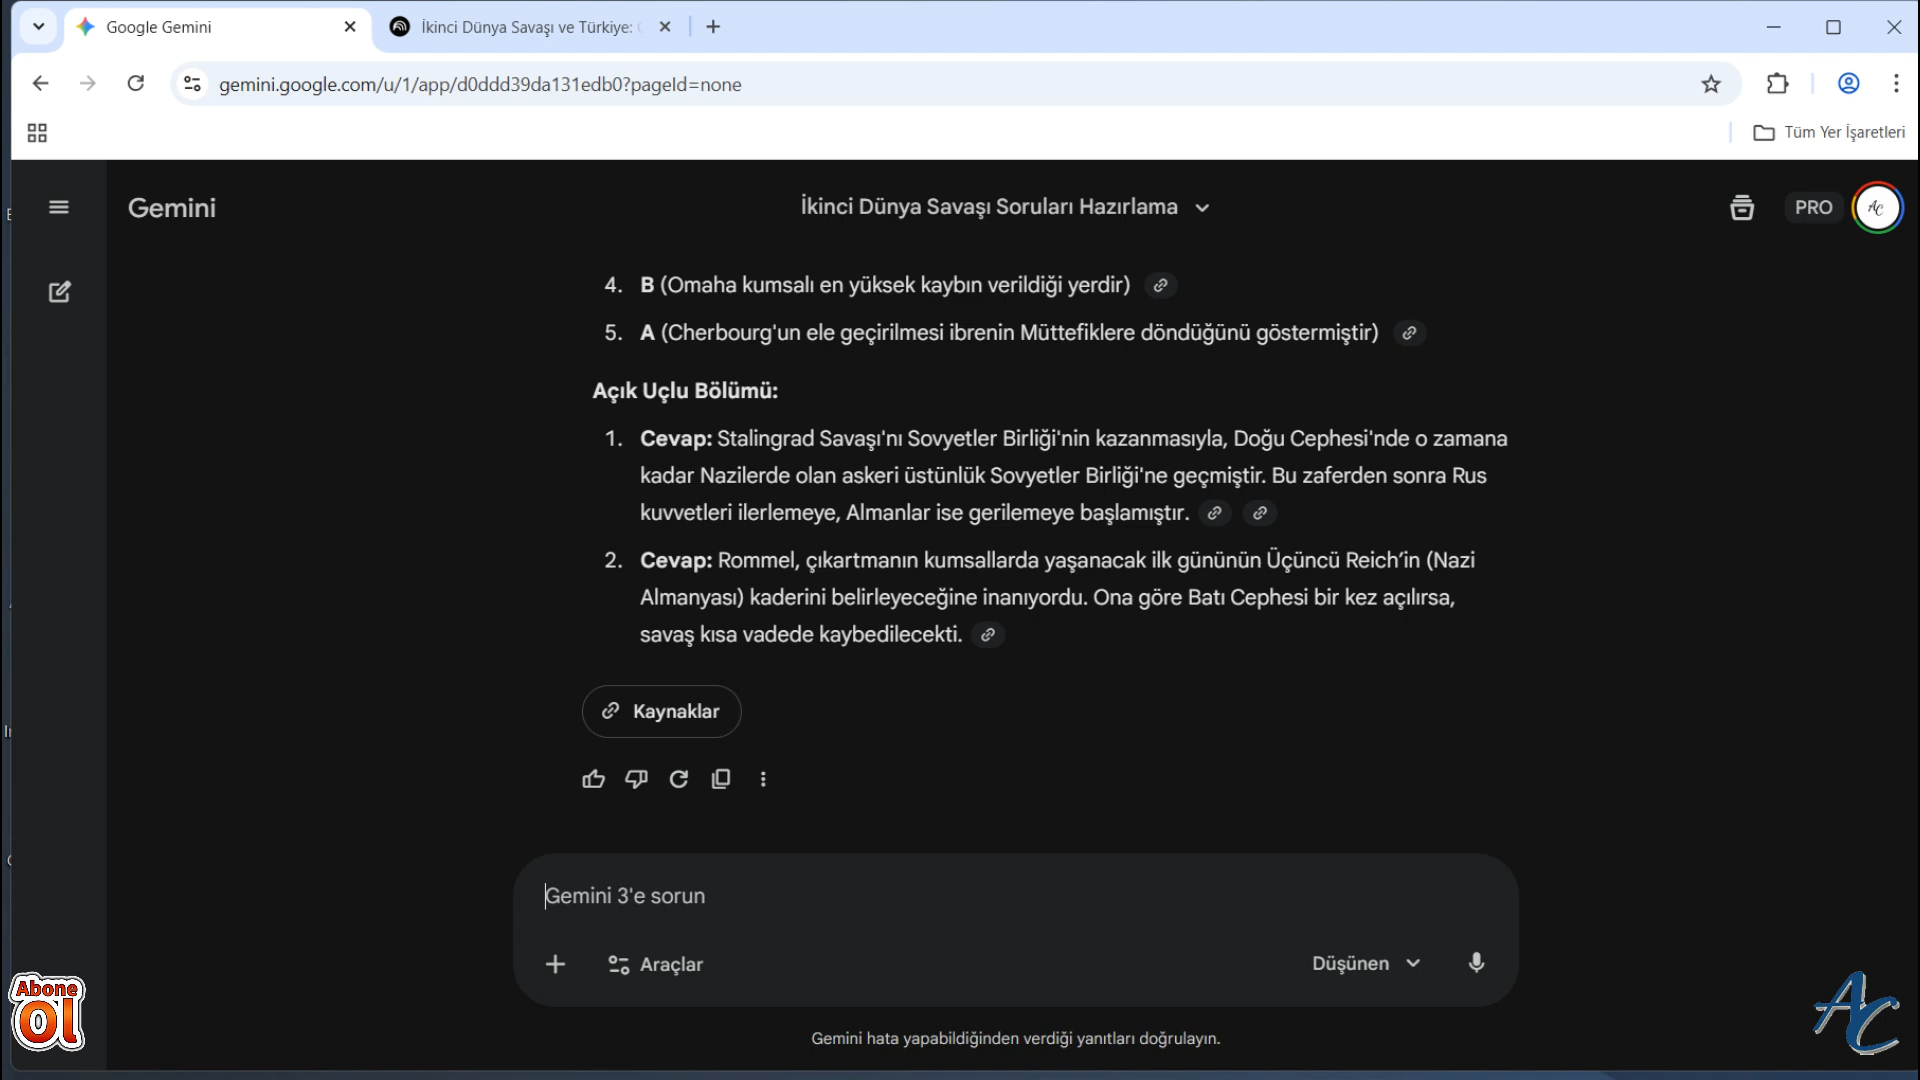 Google Gemini
İkinci Dünya Savaşı ve Türkiye:
gemini.google.com/u/1/app/d0ddd39da131edb0?pageId=none
Tüm Yer İşaretleri
Gemini
İkinci Dünya Savaşı Soruları Hazırlama
PRO
AC
4. B (Omaha kumsalı en yüksek kaybın verildiği yerdir)
5. A (Cherbourg'un ele geçirilmesi ibrenin Müttefiklere döndüğünü göstermiştir)
Açık Uçlu Bölümü:
1. Cevap: Stalingrad Savaşı'nı Sovyetler Birliği'nin kazanmasıyla, Doğu Cephesi'nde o zamana
kadar Nazilerde olan askeri üstünlük Sovyetler Birliği'ne geçmiştir. Bu zaferden sonra Rus
kuvvetleri ilerlemeye, Almanlar ise gerilemeye başlamıştır.
2. Cevap: Rommel, çıkartmanın kumsallarda yaşanacak ilk gününün Üçüncü Reich’in (Nazi
Almanyası) kaderini belirleyeceğine inanıyordu. Ona göre Batı Cephesi bir kez açılırsa,
savaş kısa vadede kaybedilecekti.
Kaynaklar
Gemini 3'e sorun
Araçlar
Düşünen
Gemini hata yapabildiğinden verdiği yanıtları doğrulayın.
Abone
Ol
AC